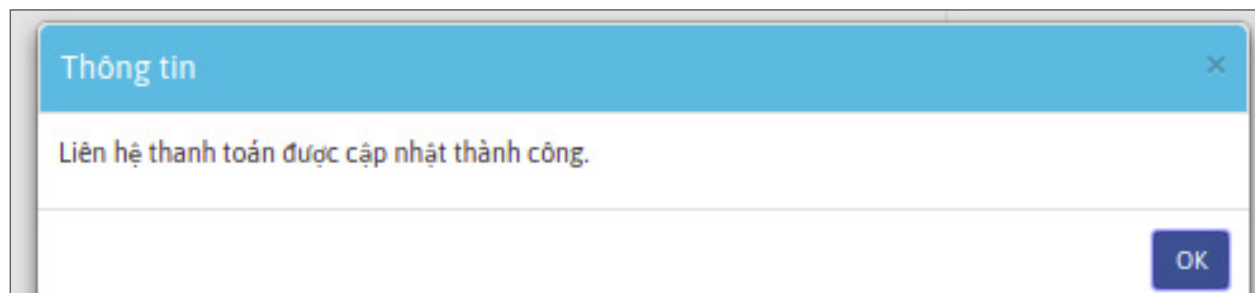 Thông tin
×
Liên hệ thanh toán được cập nhật thành công.
OK